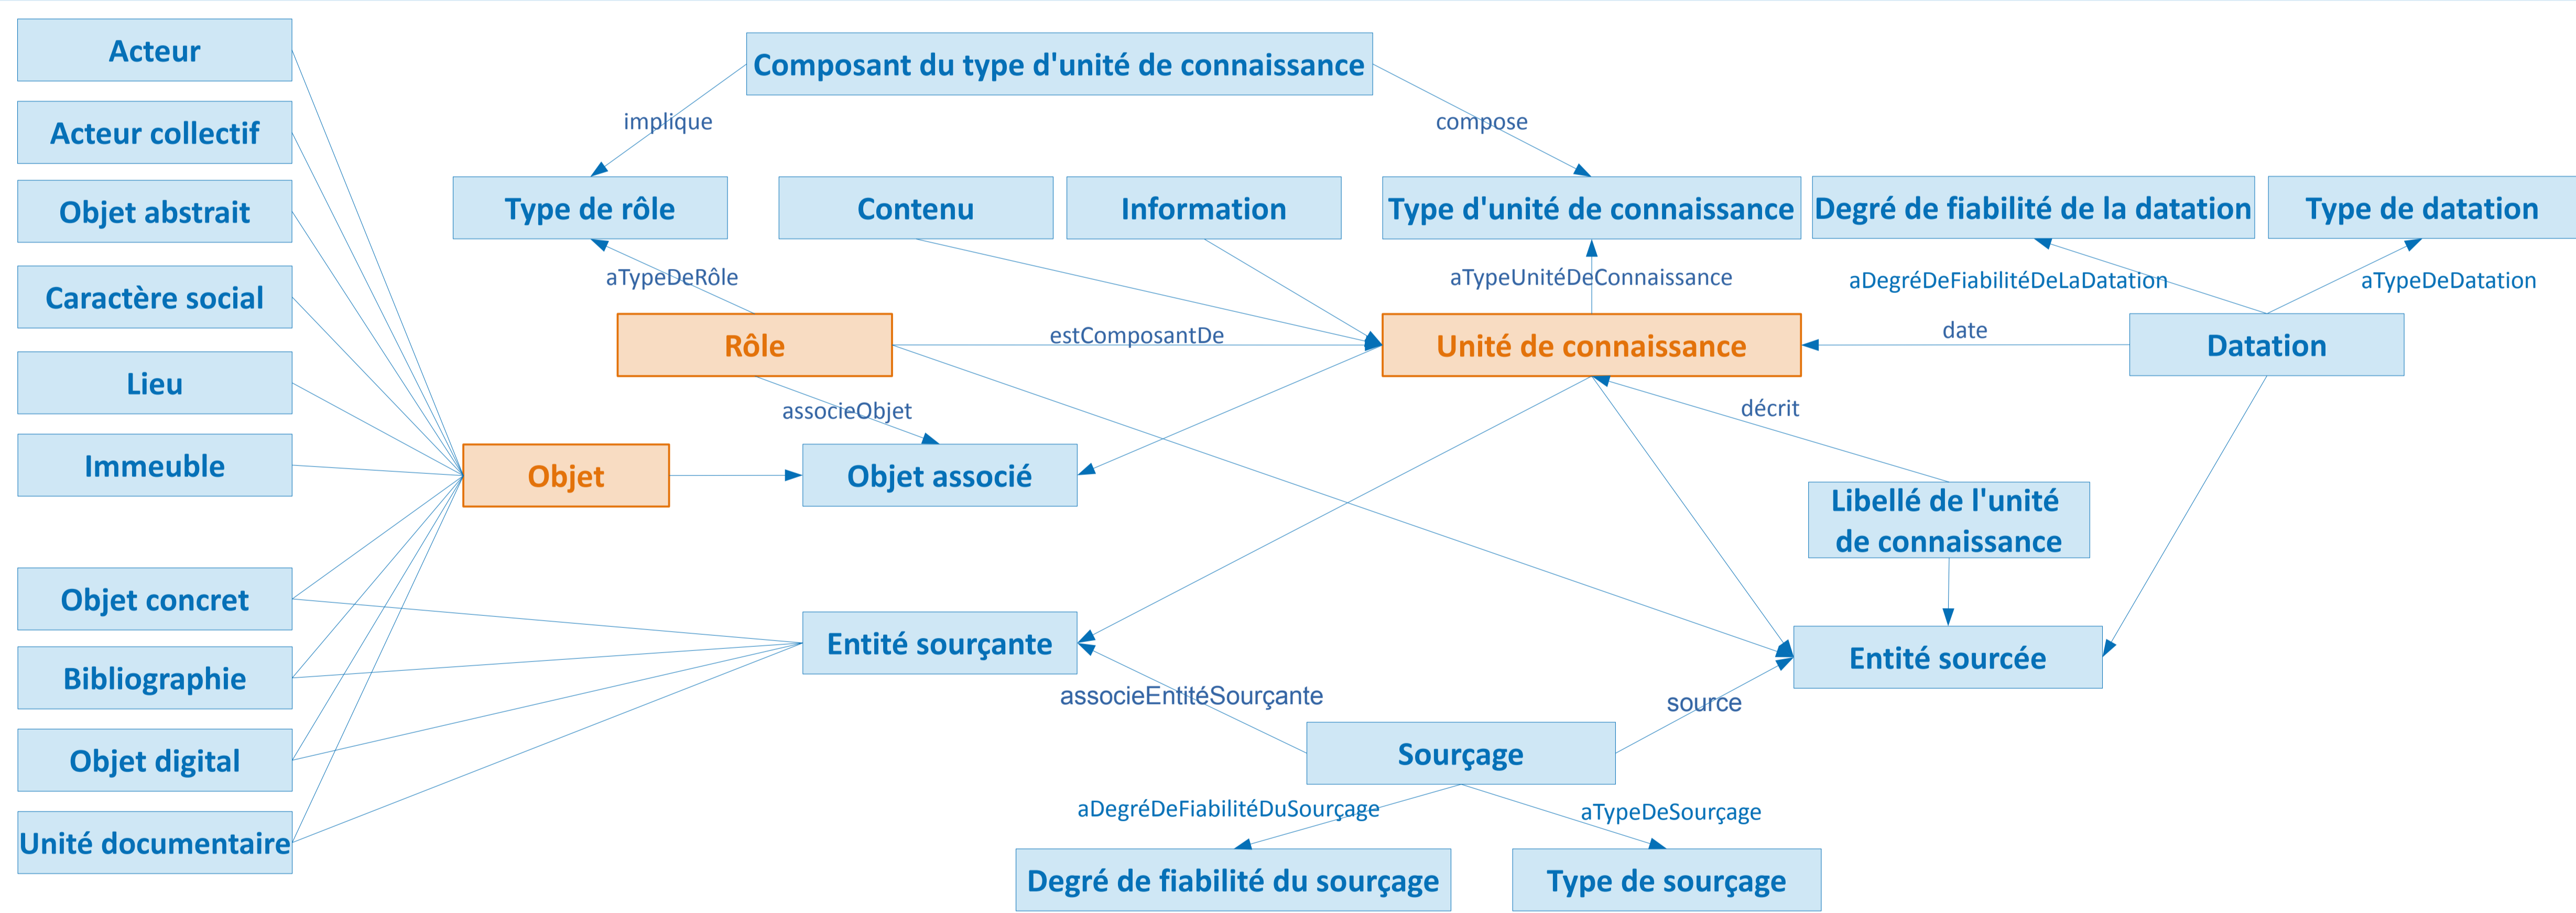 Acteur
Composant du type d'unité de connaissance
Acteur collectif
implique
compose
Objet abstrait
Type de rôle
Contenu
Information
Type d'unité de connaissance
Degré de fiabilité de la datation
Type de datation
aTypeDeRôle
aTypeUnitéDeConnaissance
aDegréDeFiabilitéDeLaDatation
aTypeDeDatation
Caractère social
Rôle
estComposantDe
Unité de connaissance
date
Datation
Lieu
associeObjet
décrit
Immeuble
Objet
Objet associé
Libellé de l'unité
de connaissance
Objet concret
Entité sourçante
Entité sourcée
Bibliographie
associeEntitéSourçante
source
Objet digital
Sourçage
aDegréDeFiabilitéDuSourçage
aTypeDeSourçage
Unité documentaire
Degré de fiabilité du sourçage
Type de sourçage